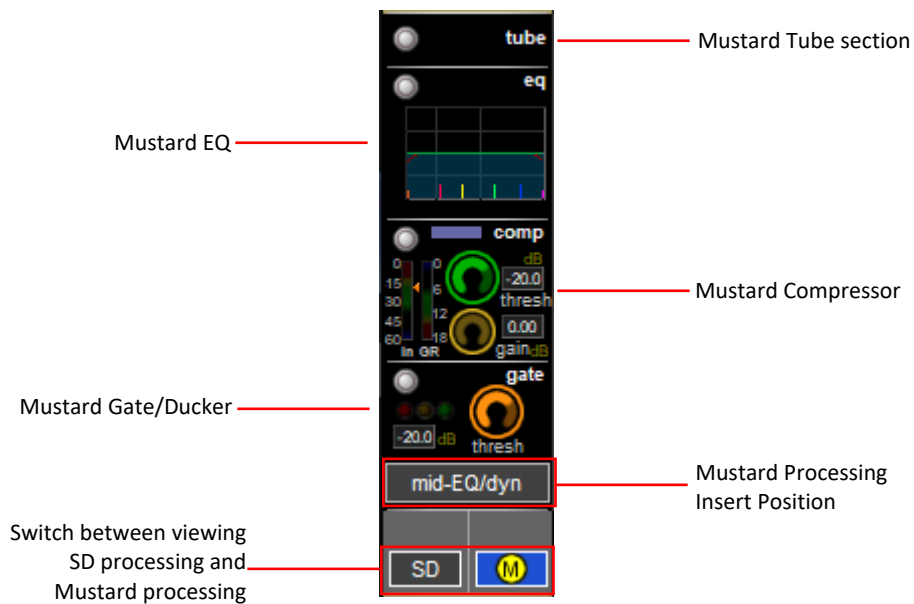 tube
Mustard Tube section
eq
Mustard EQ
comp
dB
0 0
-20.0
15 6
thresh
30
12
45
0.00
60 18
gain dB
In GR
Mustard Compressor
gate
Mustard Gate/Ducker
-20.0 dB
thresh
mid-EQ/dyn
Mustard Processing
Insert Position
Switch between viewing
SD processing and
Mustard processing
SD M